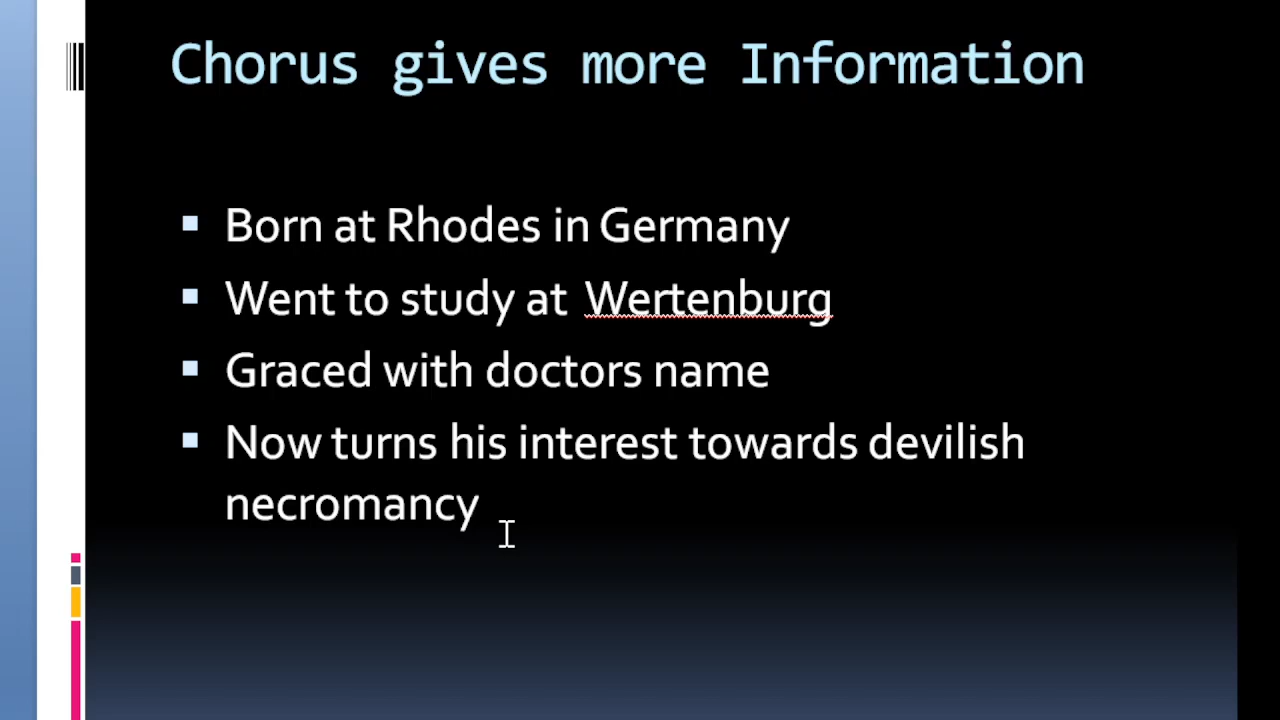 Chorus gives more Information
Born at Rhodes in Germany
Went to study at Wertenburg
Graced with doctors name
Now turns his interest towards devilish
necromancy